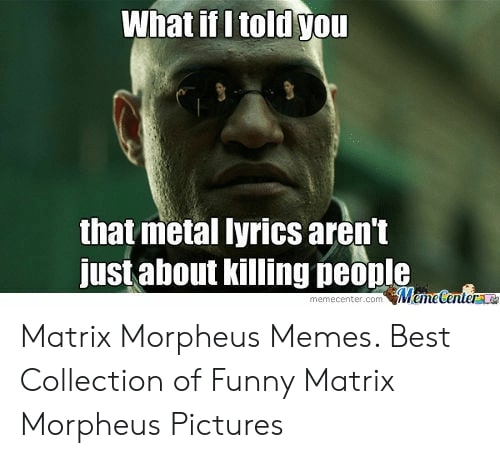 What if I told you
that metal lyrics aren't
just about killing people
memecenter.com MemeCenter
Matrix Morpheus Memes. Best
Collection of Funny Matrix
Morpheus Pictures